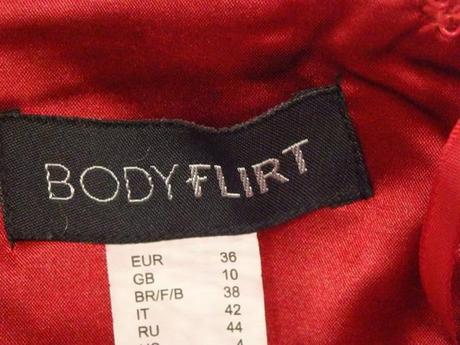 BODYFLIRT
EUR 36
GB 10
BR/F/B 38
IT 42
RU 44